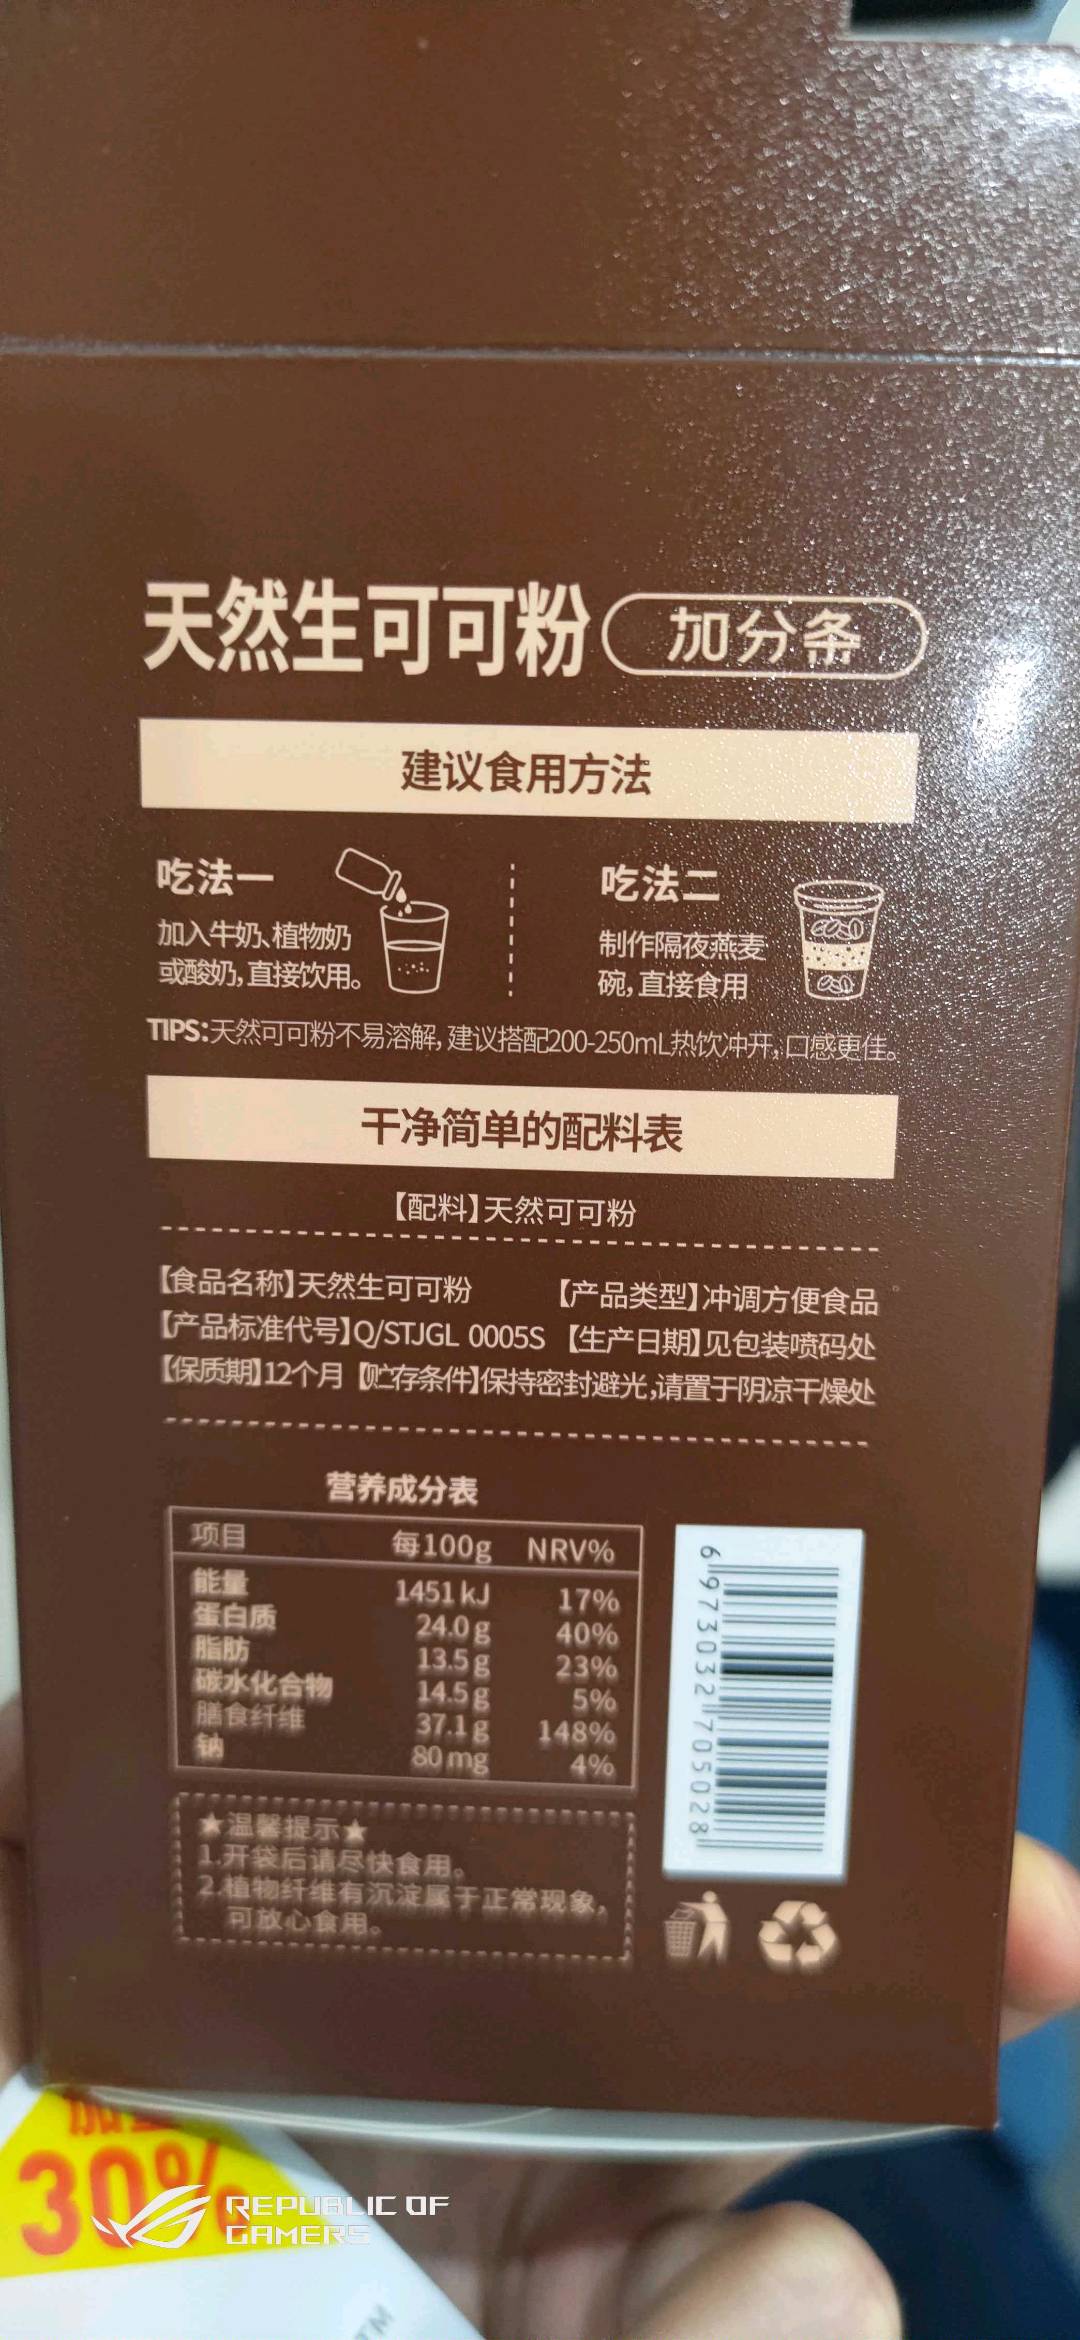 天然生可可粉 加分条
建议食用方法
吃法一
加入牛奶、植物奶
或酸奶,直接饮用。
吃法二
制作隔夜燕麦
碗,直接食用
TIPS:天然可可粉不易溶解,建议搭配200-250mL热饮冲开,口感更佳。
干净简单的配料表
【配料】天然可可粉
【食品名称】天然生可可粉 【产品类型】冲调方便食品
【产品标准代号】Q/STJGL 0005S 【生产日期】见包装喷码处
【保质期】12个月 【贮存条件】保持密封避光,请置于阴凉干燥处
营养成分表
项目 每100g NRV%
能量 1451kJ 17%
蛋白质 24.0g 40%
脂肪 13.5g 23%
碳水化合物 14.5g 5%
膳食纤维 37.1g 148%
钠 80mg 4%
6 973032 705028
★温馨提示★
1.开袋后请尽快食用。
2.植物纤维有沉淀属于正常现象,
可放心食用。
30%
REPUBLIC OF
GAMERS